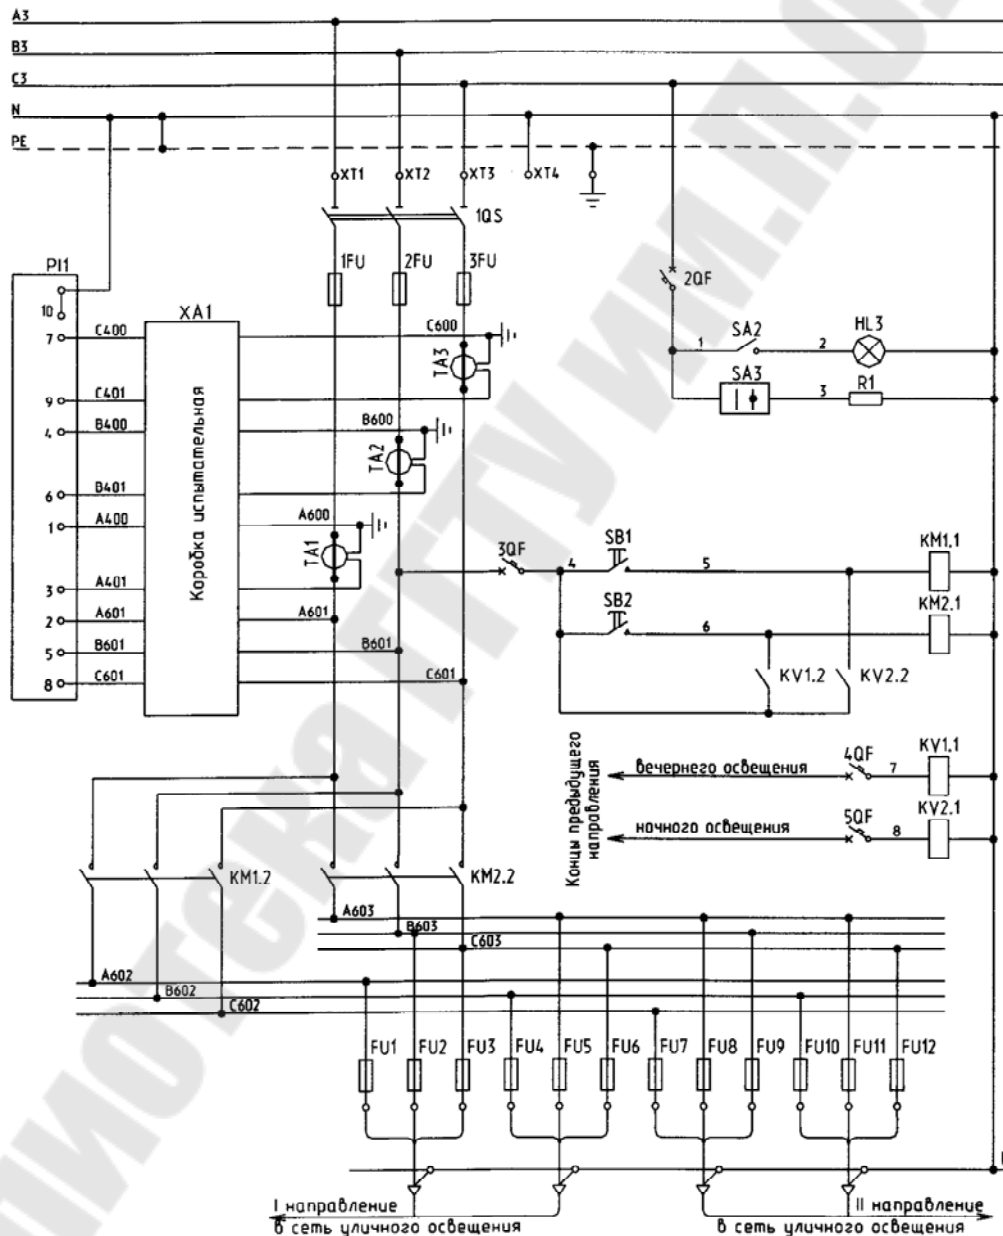 A3
B3
C3
N
PE
XT1
XT2
XT3
XT4
1QS
1FU
2FU
3FU
2QF
PI1
10
7
9
4
6
1
3
2
5
8
C400
C401
B400
B401
A400
A401
A601
B601
C601
XA1
Коробка испытательная
C600
TA3
B600
TA2
A600
TA1
A601
B601
C601
1
SA2
2
HL3
SA3
3
R1
3QF
4
SB1
5
KM1.1
SB2
6
KM2.1
KV1.2
KV2.2
Концы предыдущего
направления
вечернего освещения
4QF
7
KV1.1
ночного освещения
5QF
8
KV2.1
KM1.2
KM2.2
A603
B603
C603
A602
B602
C602
FU1
FU2
FU3
FU4
FU5
FU6
FU7
FU8
FU9
FU10
FU11
FU12
I направление
в сеть уличного освещения
II направление
в сеть уличного освещения